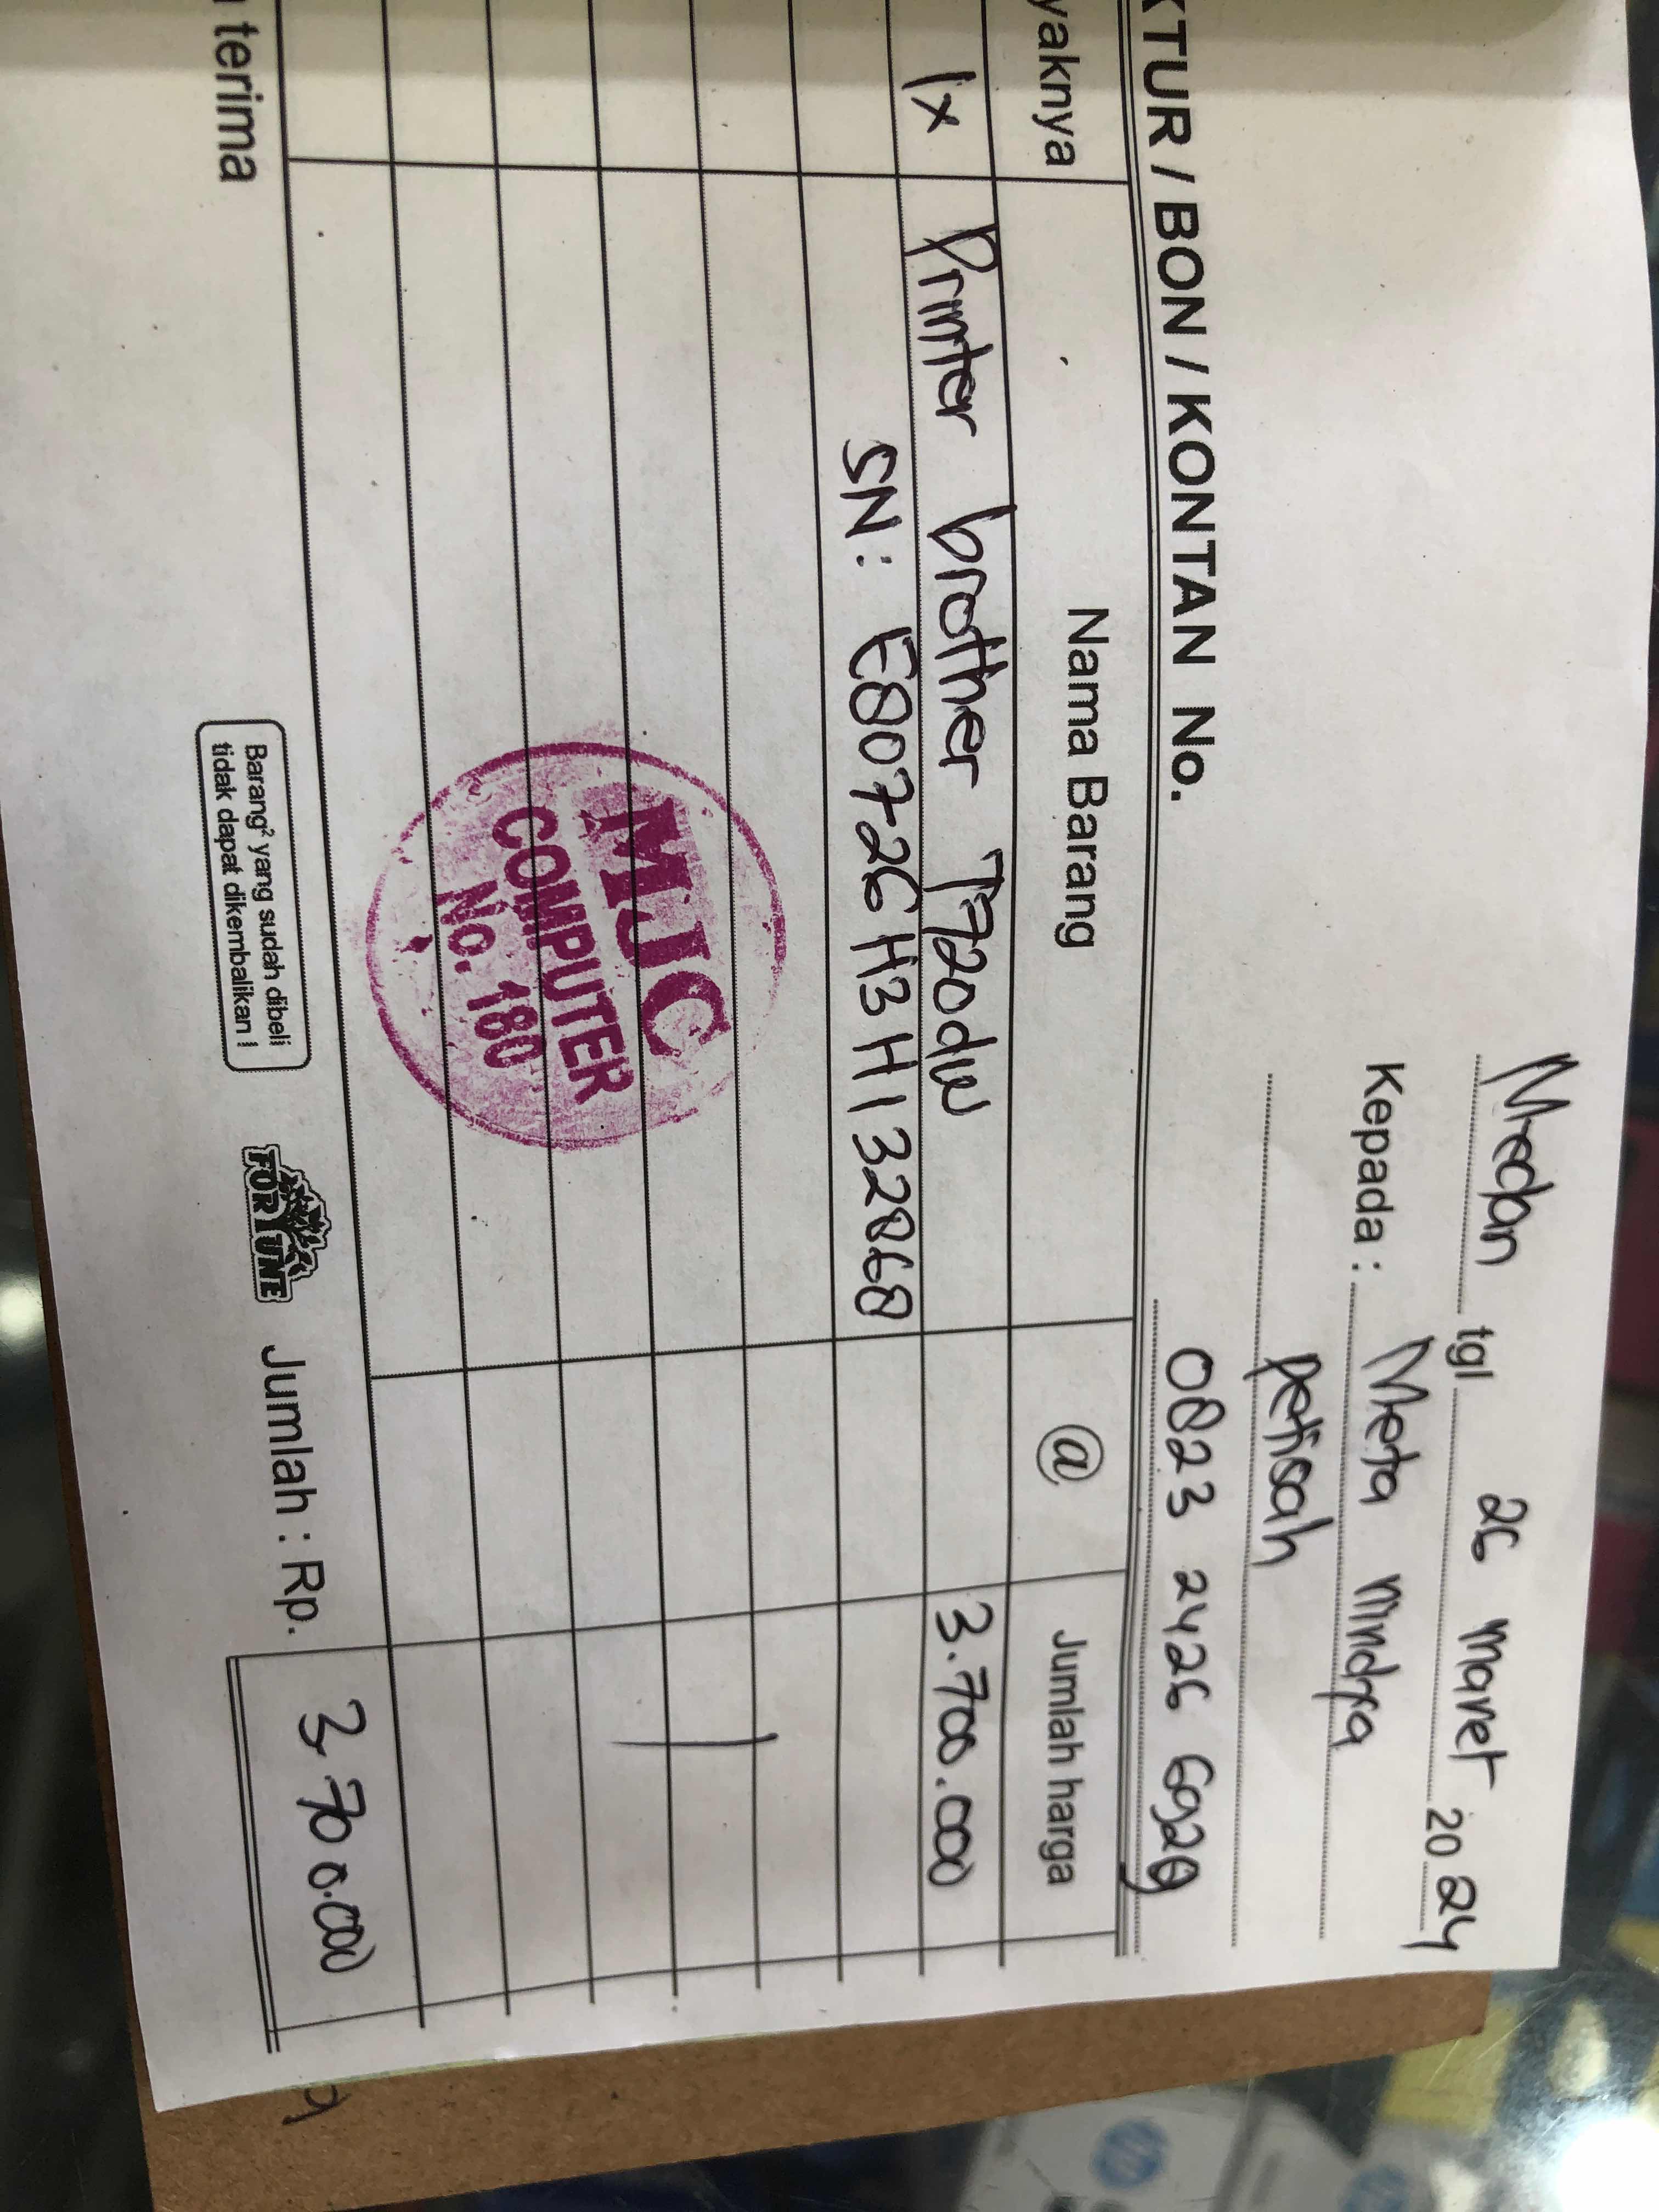 Medan tgl 26 maret 2024
Kepada : Meta mindya
petisah
0823 2426 6929
KTUR / BON / KONTAN No.
yaknya Nama Barang @ Jumlah harga
1x Printer brother T720dw 3.700.000
SN: E80726H3H132868
MJC
COMPUTER
No. 180
terima
Barang² yang sudah dibeli
tidak dapat dikembalikan !
FORTUNE
Jumlah : Rp. 3.700.000